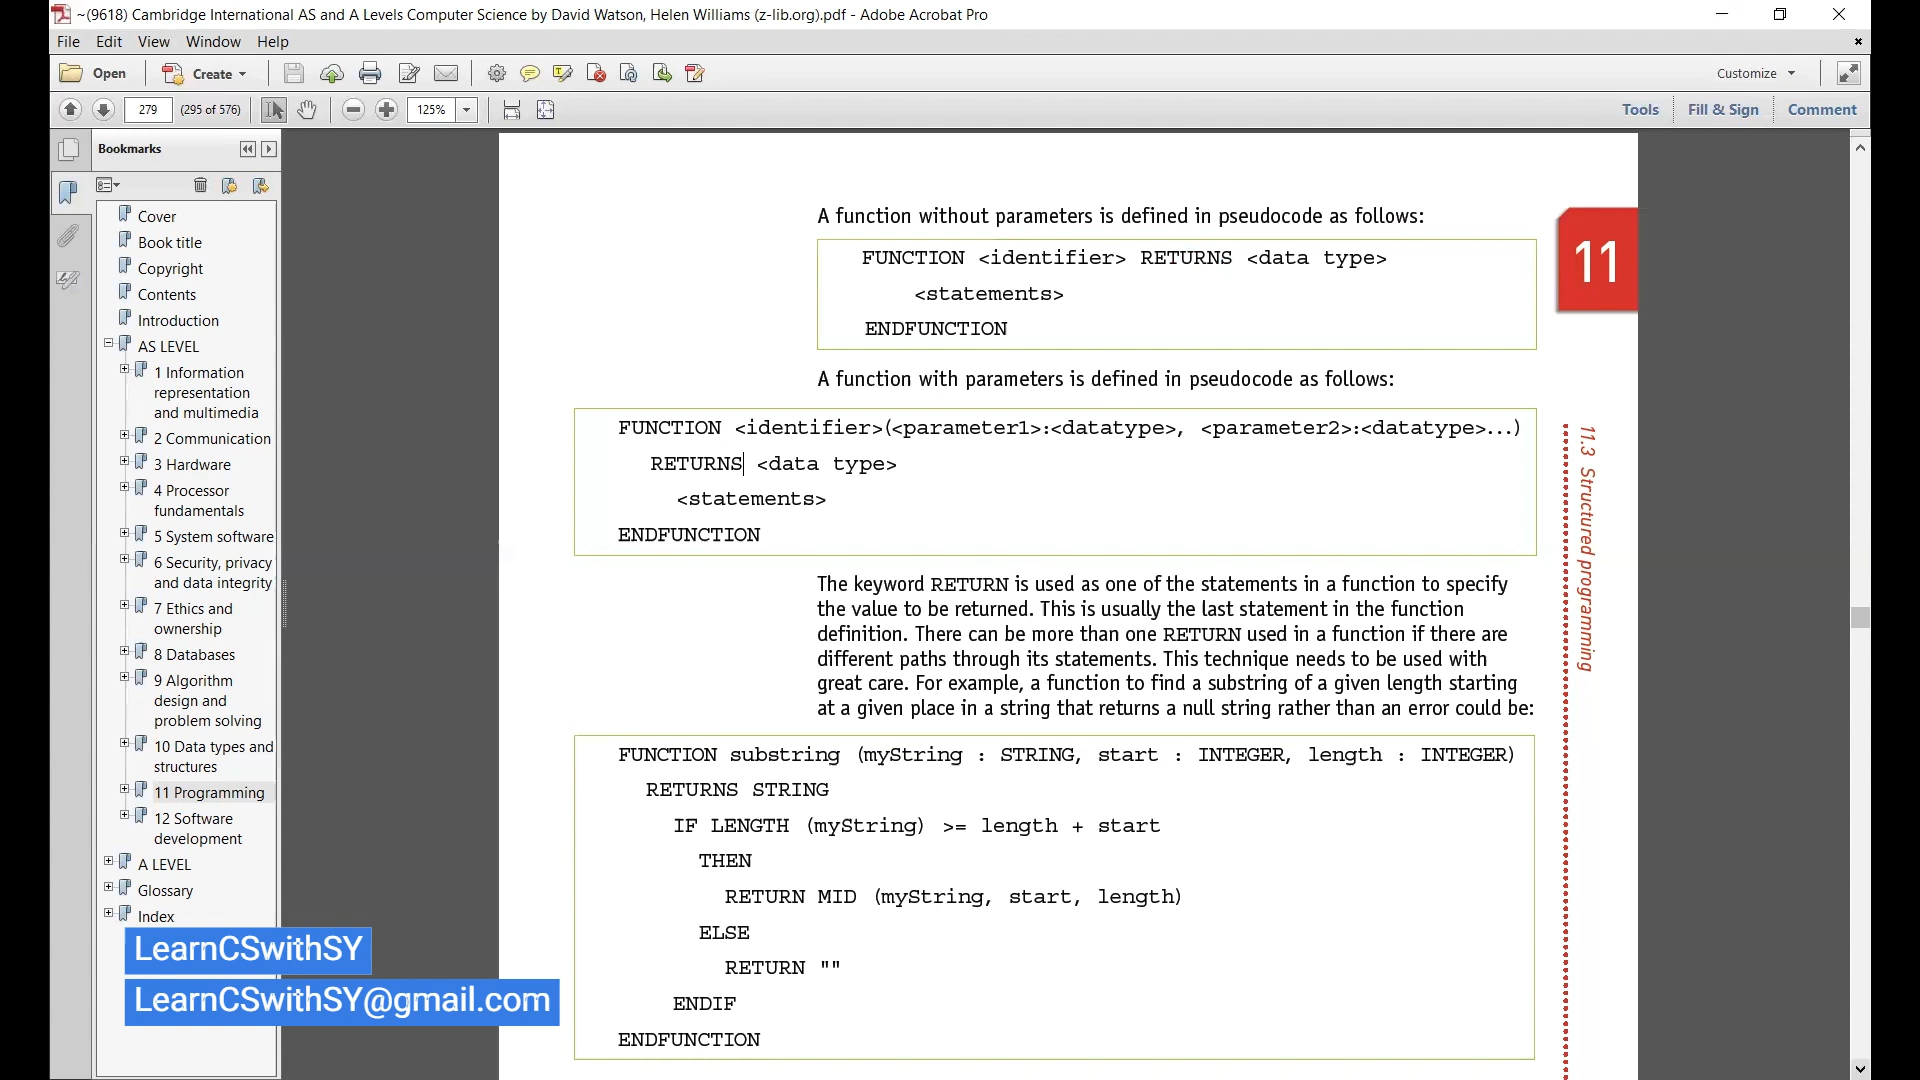 ~(9618) Cambridge International AS and A Levels Computer Science by David Watson, Helen Williams (z-lib.org).pdf - Adobe Acrobat Pro
File Edit View Window Help
Open Create Customize
279 (295 of 576) 125% Tools Fill & Sign Comment
Bookmarks
Cover
Book title
Copyright
Contents
Introduction
AS LEVEL
1 Information
representation
and multimedia
2 Communication
3 Hardware
4 Processor
fundamentals
5 System software
6 Security, privacy
and data integrity
7 Ethics and
ownership
8 Databases
9 Algorithm
design and
problem solving
10 Data types and
structures
11 Programming
12 Software
development
A LEVEL
Glossary
Index
LearnCSwithSY
LearnCSwithSY@gmail.com
A function without parameters is defined in pseudocode as follows:
FUNCTION <identifier> RETURNS <data type>
<statements>
ENDFUNCTION
A function with parameters is defined in pseudocode as follows:
FUNCTION <identifier>(<parameter1>:<datatype>, <parameter2>:<datatype>...)
RETURNS <data type>
<statements>
ENDFUNCTION
The keyword RETURN is used as one of the statements in a function to specify
the value to be returned. This is usually the last statement in the function
definition. There can be more than one RETURN used in a function if there are
different paths through its statements. This technique needs to be used with
great care. For example, a function to find a substring of a given length starting
at a given place in a string that returns a null string rather than an error could be:
FUNCTION substring (myString : STRING, start : INTEGER, length : INTEGER)
RETURNS STRING
IF LENGTH (myString) >= length + start
THEN
RETURN MID (myString, start, length)
ELSE
RETURN ""
ENDIF
ENDFUNCTION
11
11.3 Structured programming